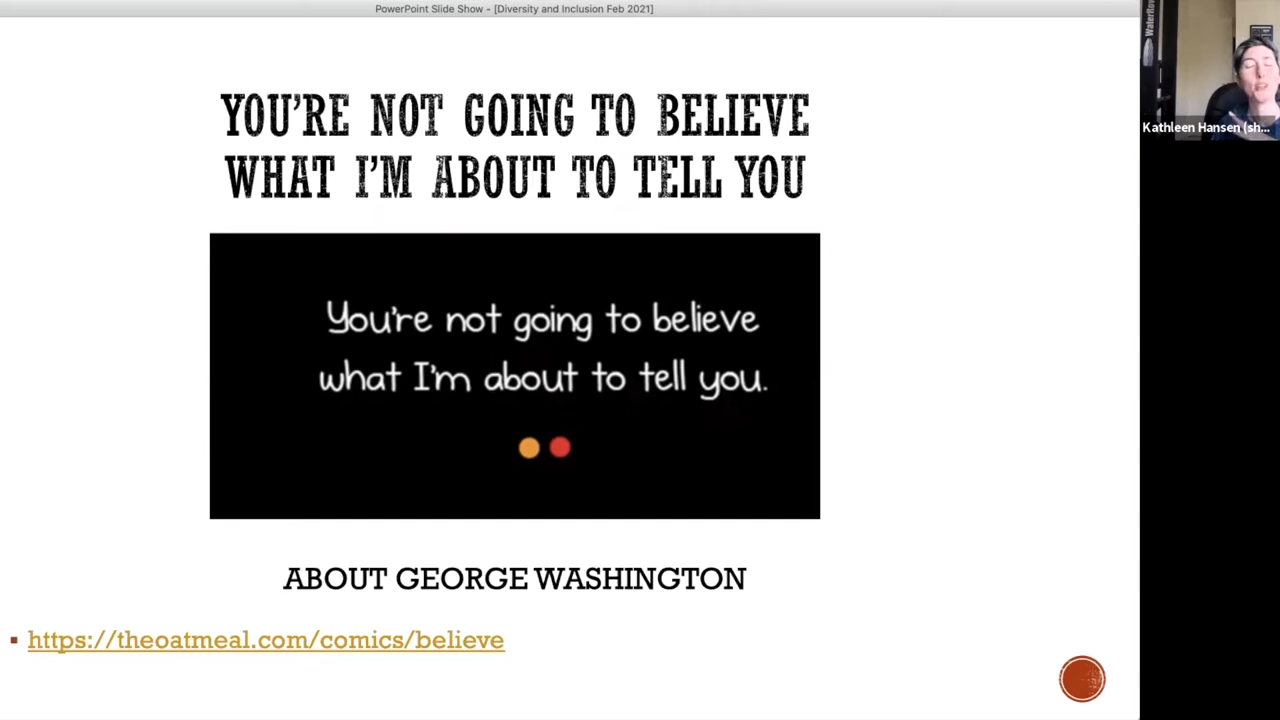 PowerPoint Slide Show - [Diversity and Inclusion Feb 2021]
YOU'RE NOT GOING TO BELIEVE
WHAT I'M ABOUT TO TELL YOU
You're not going to believe
what I'm about to tell you.
ABOUT GEORGE WASHINGTON
▪ https://theoatmeal.com/comics/believe
Kathleen Hansen (sh...